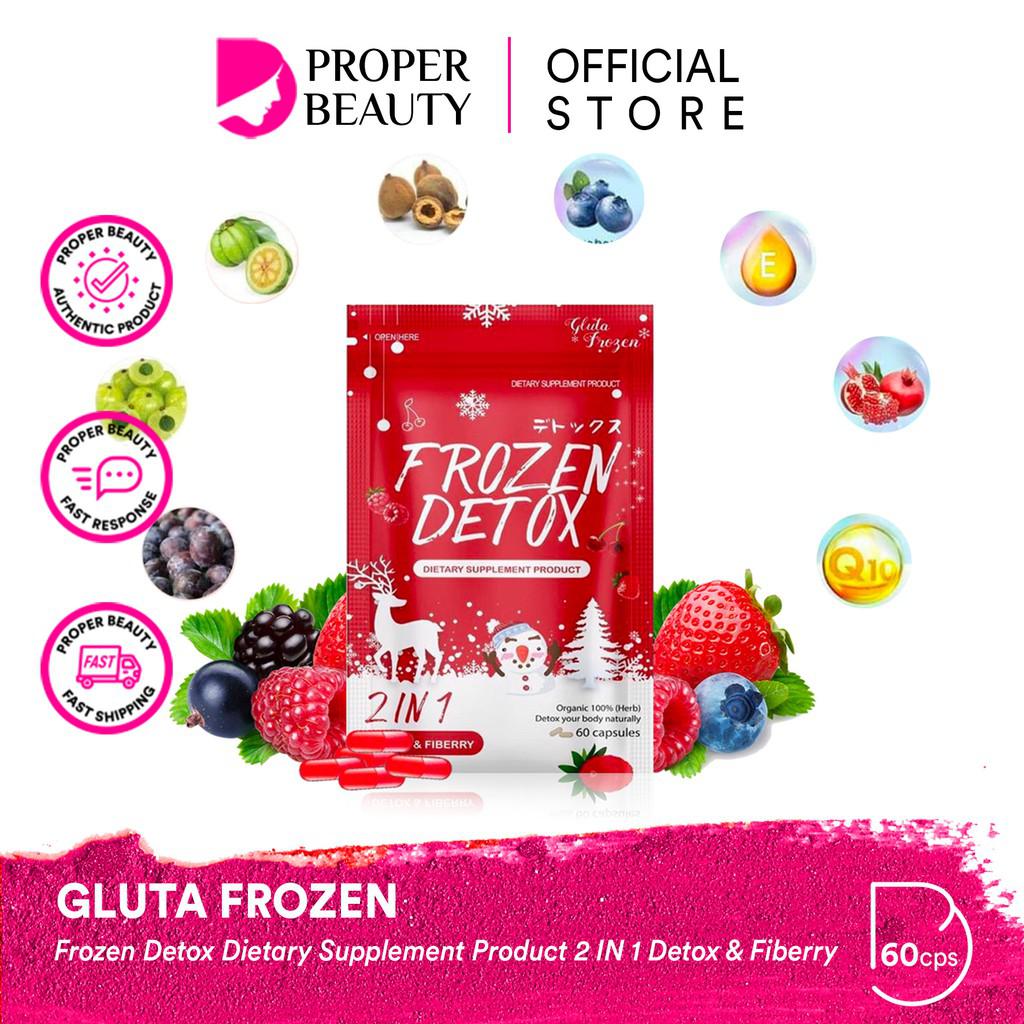 PROPER
BEAUTY
OFFICIAL
STORE
PROPER BEAUTY
AUTHENTIC PRODUCT
E
OPEN HERE
Gluta
Frozen
DIETARY SUPPLEMENT PRODUCT
デトックス
FROZEN
DETOX
DIETARY SUPPLEMENT PRODUCT
PROPER BEAUTY
FAST RESPONSE
Q10
PROPER BEAUTY
FAST
FAST SHIPPING
2 IN 1
& FIBERRY
Organic 100% (Herb)
Detox your body naturally
60 capsules
GLUTA FROZEN
Frozen Detox Dietary Supplement Product 2 IN 1 Detox & Fiberry
60cps